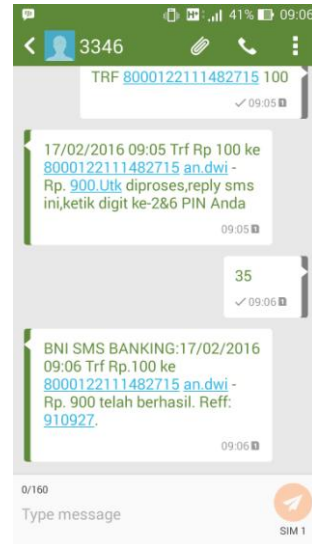 41% 09:06
3346
TRF 8000122111482715 100
09:05 1
17/02/2016 09:05 Trf Rp 100 ke
8000122111482715 an.dwi -
Rp. 900.Utk diproses,reply sms
ini,ketik digit ke-2&6 PIN Anda
09:05
35
09:06 1
BNI SMS BANKING:17/02/2016
09:06 Trf Rp.100 ke
8000122111482715 an.dwi -
Rp. 900 telah berhasil. Reff:
910927.
09:06
0/160
Type message
SIM 1